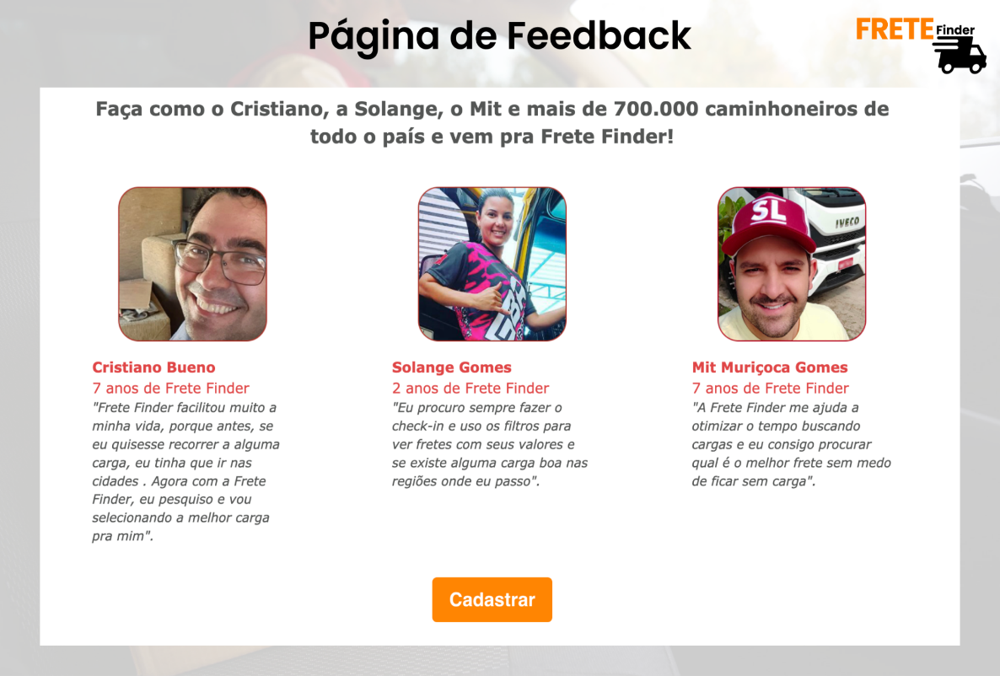 Página de Feedback
FRETE Finder
Faça como o Cristiano, a Solange, o Mit e mais de 700.000 caminhoneiros de
todo o país e vem pra Frete Finder!
SL
IVECO
Cristiano Bueno
7 anos de Frete Finder
"Frete Finder facilitou muito a
minha vida, porque antes, se
eu quisesse recorrer a alguma
carga, eu tinha que ir nas
cidades . Agora com a Frete
Finder, eu pesquiso e vou
selecionando a melhor carga
pra mim".
Solange Gomes
2 anos de Frete Finder
"Eu procuro sempre fazer o
check-in e uso os filtros para
ver fretes com seus valores e
se existe alguma carga boa nas
regiões onde eu passo".
Mit Muriçoca Gomes
7 anos de Frete Finder
"A Frete Finder me ajuda a
otimizar o tempo buscando
cargas e eu consigo procurar
qual é o melhor frete sem medo
de ficar sem carga".
Cadastrar